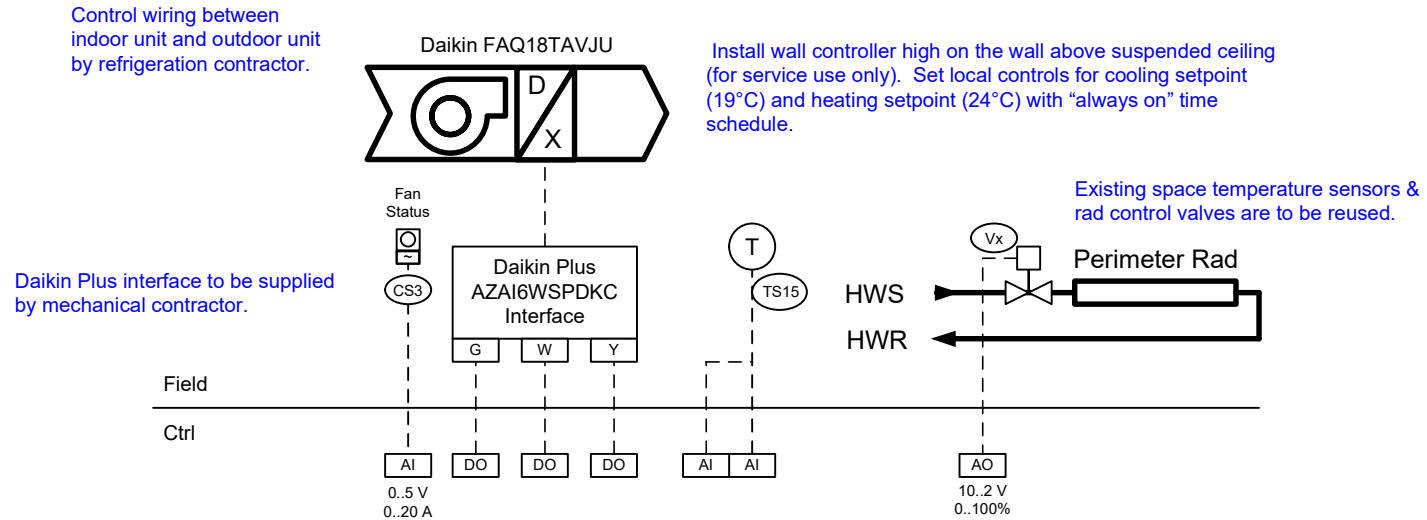 Control wiring between
indoor unit and outdoor unit
by refrigeration contractor.
Daikin FAQ18TAVJU
Install wall controller high on the wall above suspended ceiling
(for service use only).  Set local controls for cooling setpoint
(19°C) and heating setpoint (24°C) with “always on” time
schedule.
D
X
Fan
Status
~
CS3
Daikin Plus interface to be supplied
by mechanical contractor.
Daikin Plus
AZAI6WSPDKC
Interface
G
W
Y
T
TS15
Existing space temperature sensors &
rad control valves are to be reused.
Vx
Perimeter Rad
HWS
HWR
Field
Ctrl
AI
DO
DO
DO
AI
AI
AO
0..5 V
0..20 A
10..2 V
0..100%